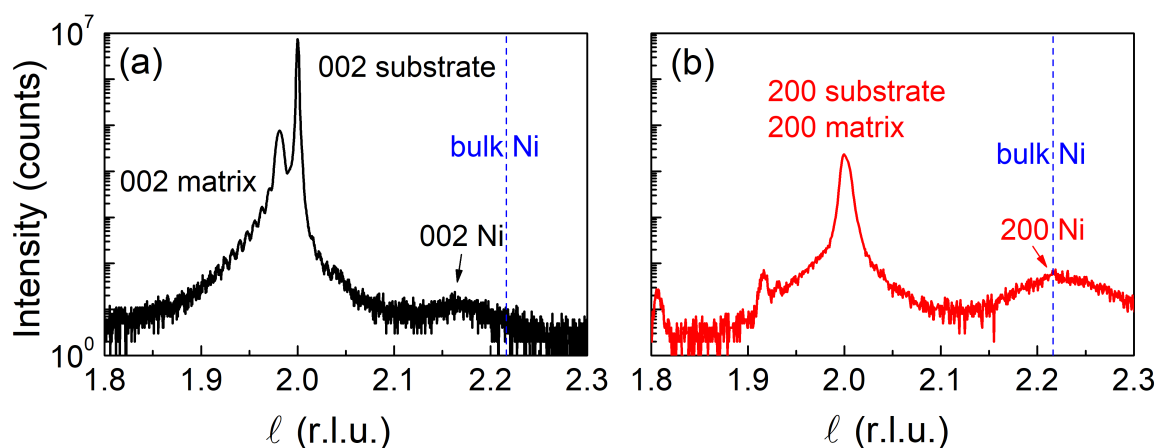 (a)
002 substrate
bulk Ni
002 matrix
002 Ni
Intensity (counts)
10^7
10^0
1.8 1.9 2.0 2.1 2.2 2.3
ℓ (r.l.u.)
(b)
200 substrate
200 matrix
bulk Ni
200 Ni
1.8 1.9 2.0 2.1 2.2 2.3
ℓ (r.l.u.)